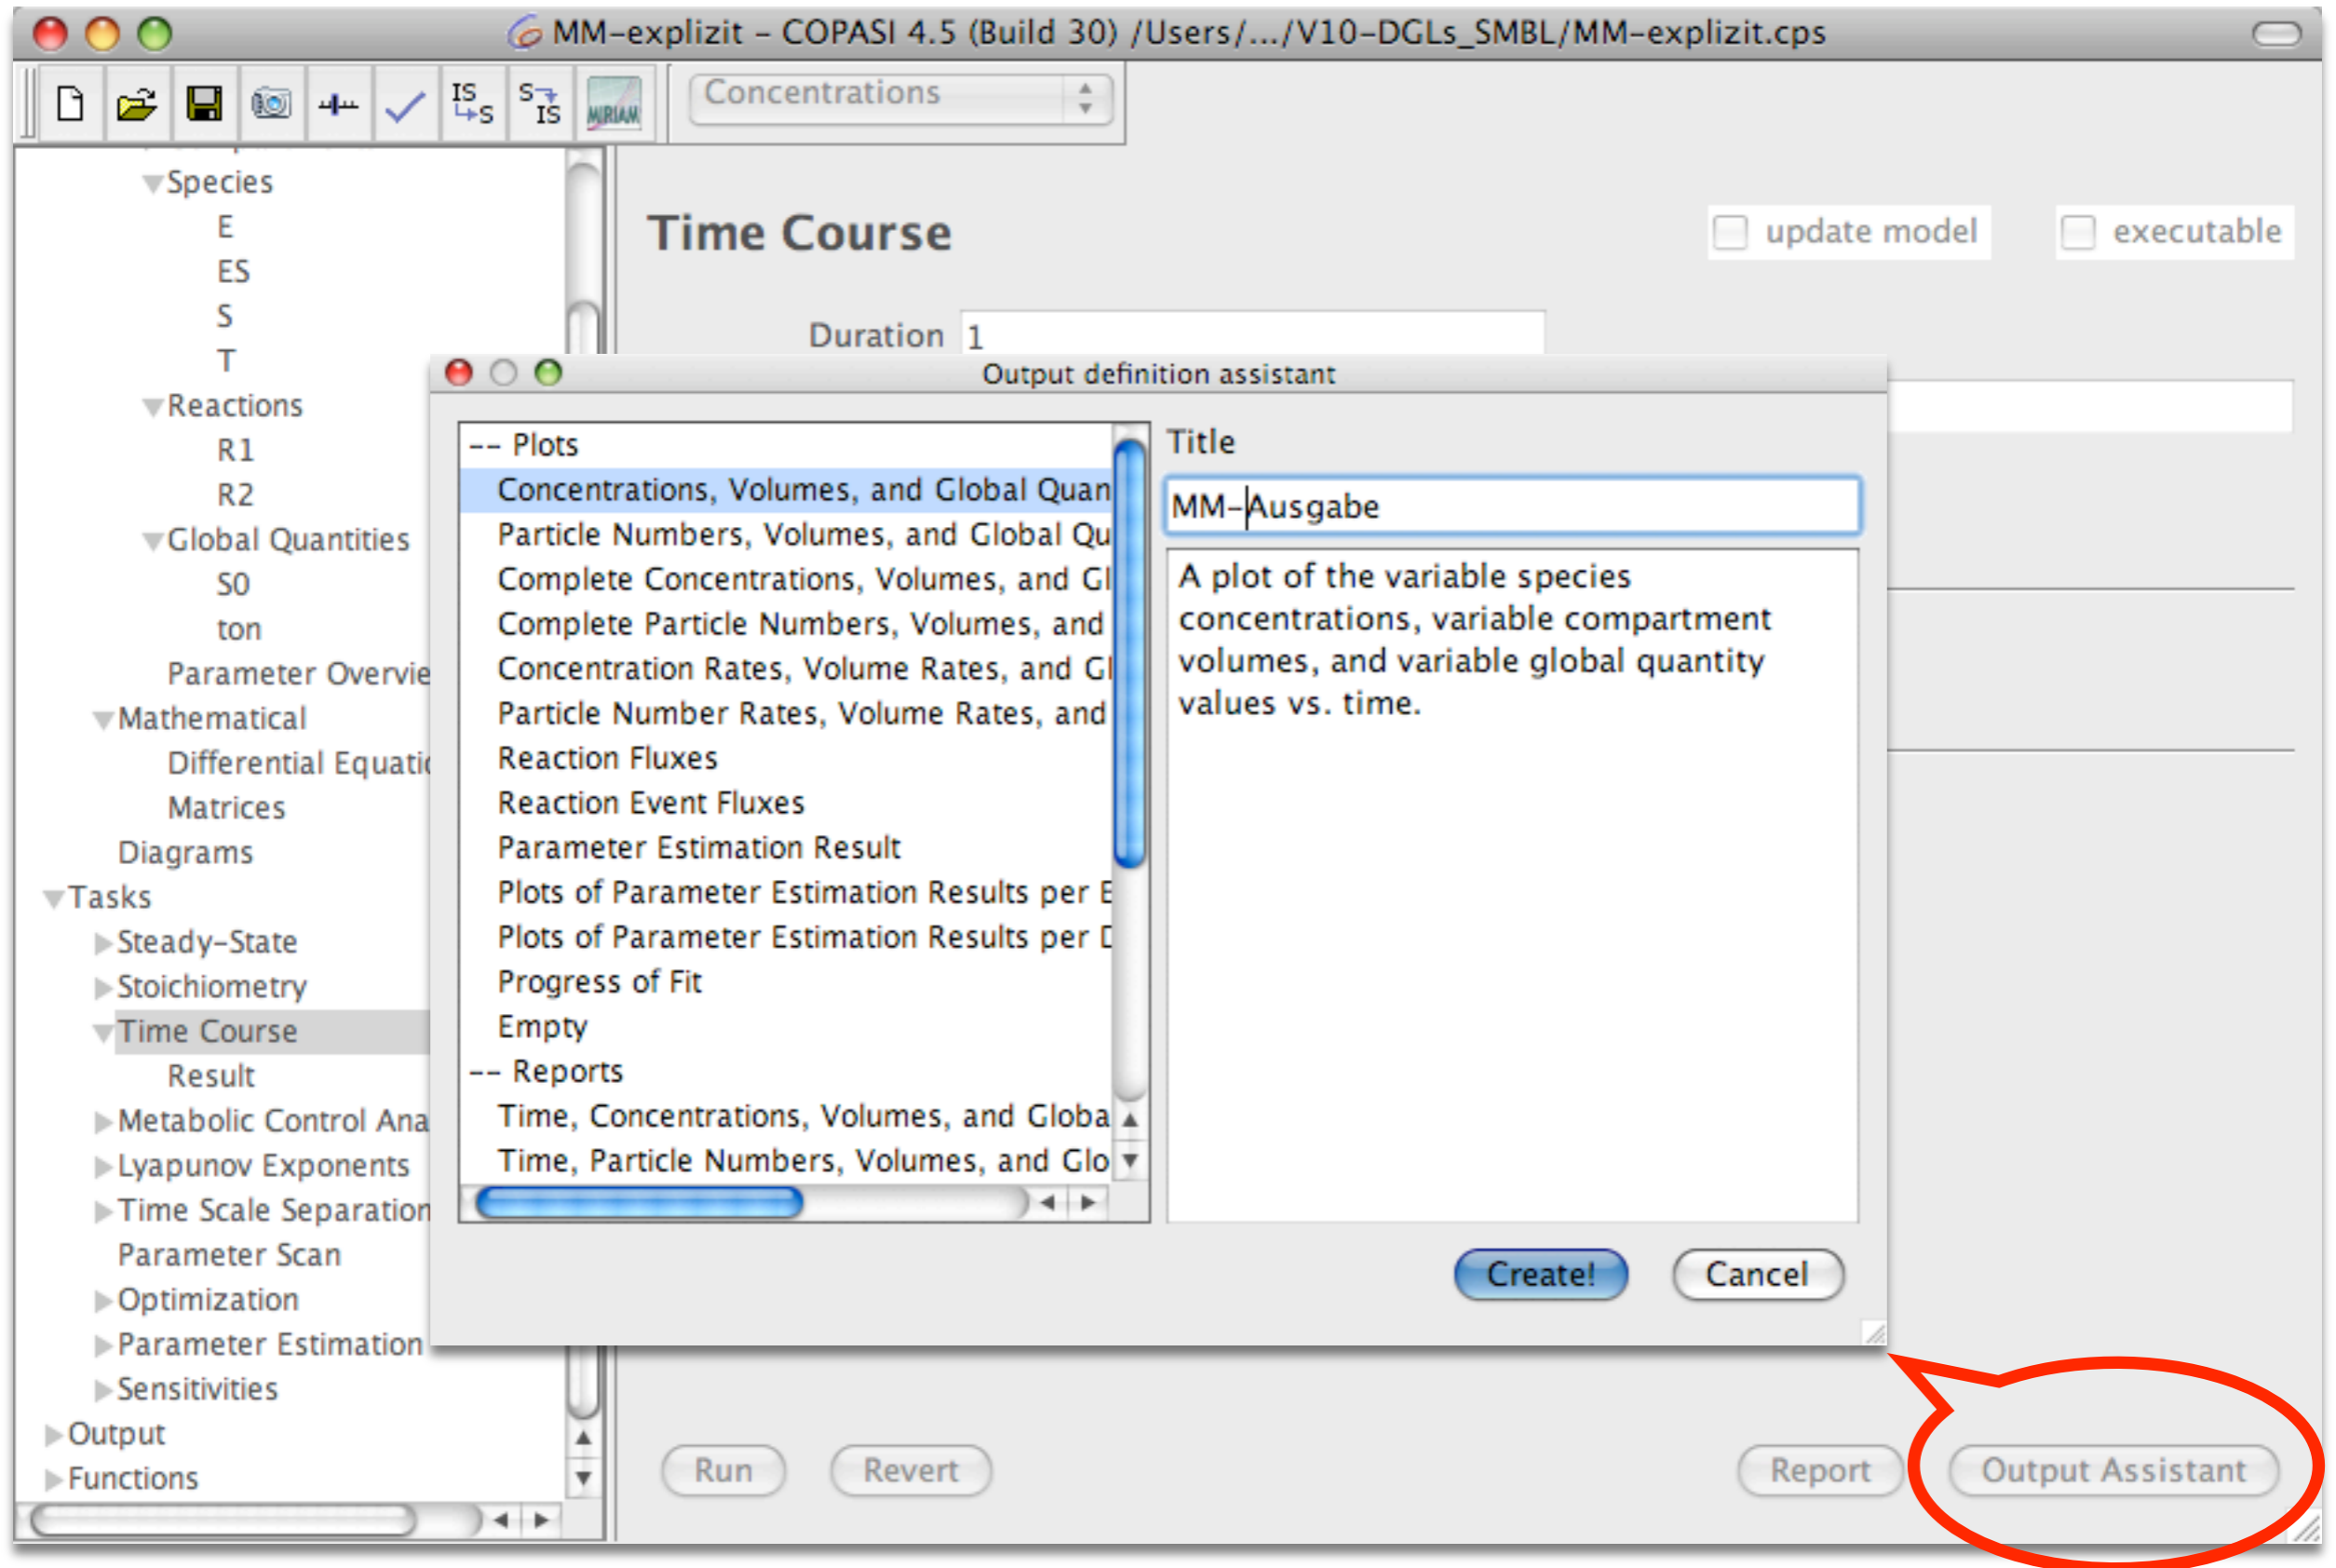 MM-explizit - COPASI 4.5 (Build 30) /Users/.../V10-DGLs_SMBL/MM-explizit.cps
IS
S
S
IS
MIRIAM
Concentrations
Species
E
ES
S
T
Reactions
R1
R2
Global Quantities
S0
ton
Parameter Overvie
Mathematical
Differential Equatic
Matrices
Diagrams
Tasks
Steady-State
Stoichiometry
Time Course
Result
Metabolic Control Ana
Lyapunov Exponents
Time Scale Separation
Parameter Scan
Optimization
Parameter Estimation
Sensitivities
Output
Functions
Time Course
update model
executable
Duration 1
Output definition assistant
-- Plots
Concentrations, Volumes, and Global Quan
Particle Numbers, Volumes, and Global Qu
Complete Concentrations, Volumes, and Gl
Complete Particle Numbers, Volumes, and
Concentration Rates, Volume Rates, and Gl
Particle Number Rates, Volume Rates, and
Reaction Fluxes
Reaction Event Fluxes
Parameter Estimation Result
Plots of Parameter Estimation Results per E
Plots of Parameter Estimation Results per D
Progress of Fit
Empty
-- Reports
Time, Concentrations, Volumes, and Globa
Time, Particle Numbers, Volumes, and Glo
Title
MM-Ausgabe
A plot of the variable species
concentrations, variable compartment
volumes, and variable global quantity
values vs. time.
Create!
Cancel
Run
Revert
Report
Output Assistant